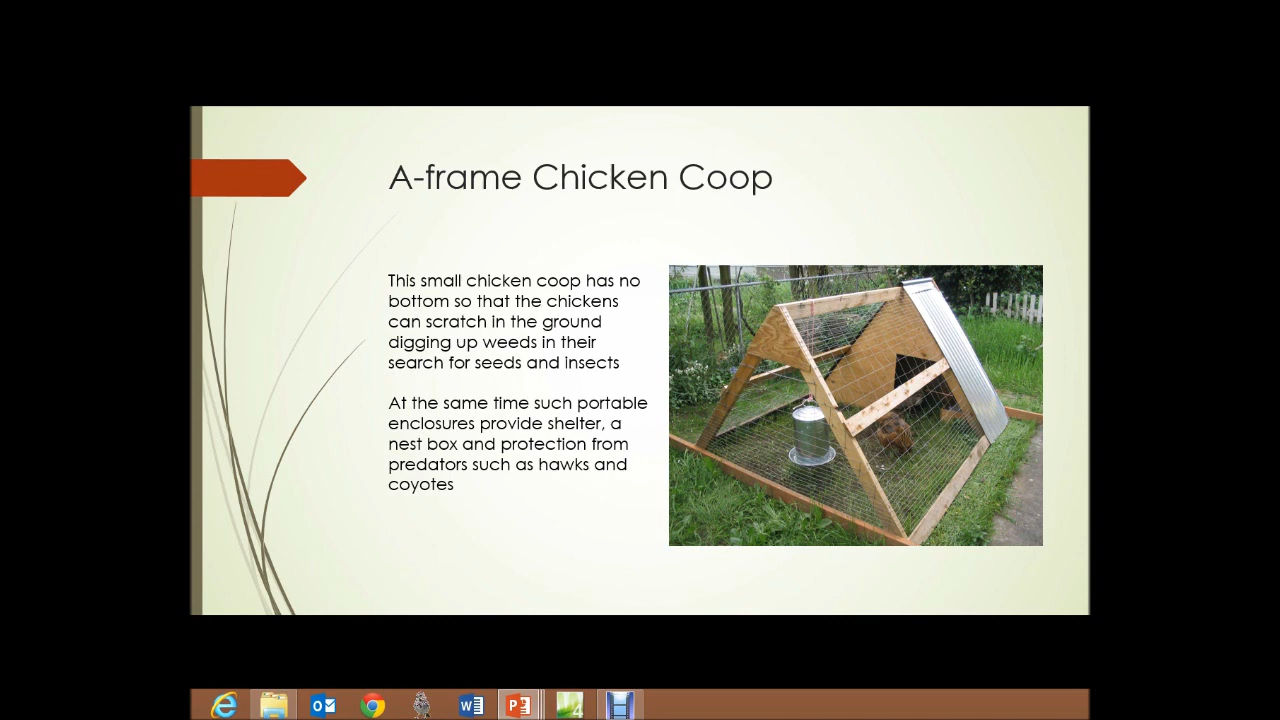 A-frame Chicken Coop
This small chicken coop has no
bottom so that the chickens
can scratch in the ground
digging up weeds in their
search for seeds and insects
At the same time such portable
enclosures provide shelter, a
nest box and protection from
predators such as hawks and
coyotes